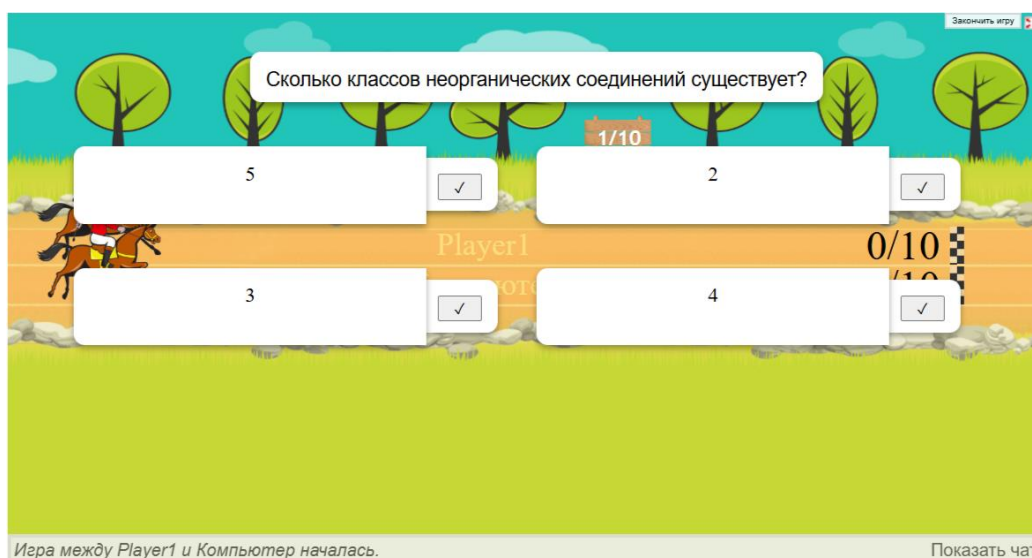 Закончить игру
Сколько классов неорганических соединений существует?
1/10
5 ✓
2 ✓
Player1 0/10
3 ✓
4 ✓
Игра между Player1 и Компьютер началась.
Показать ча